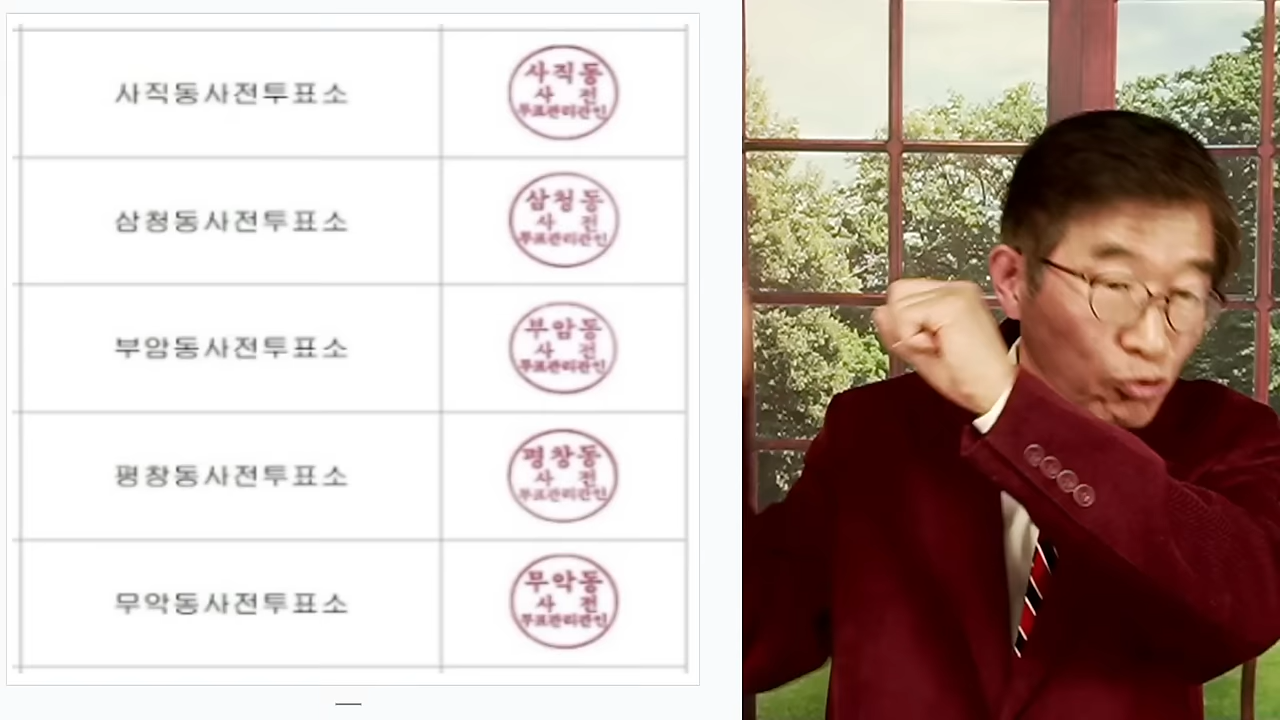 사직동사전투표소
사직동
사 전
투표관리관인
삼청동사전투표소
삼청동
사 전
투표관리관인
부암동사전투표소
부암동
사 전
투표관리관인
평창동사전투표소
평창동
사 전
투표관리관인
무악동사전투표소
무악동
사 전
투표관리관인